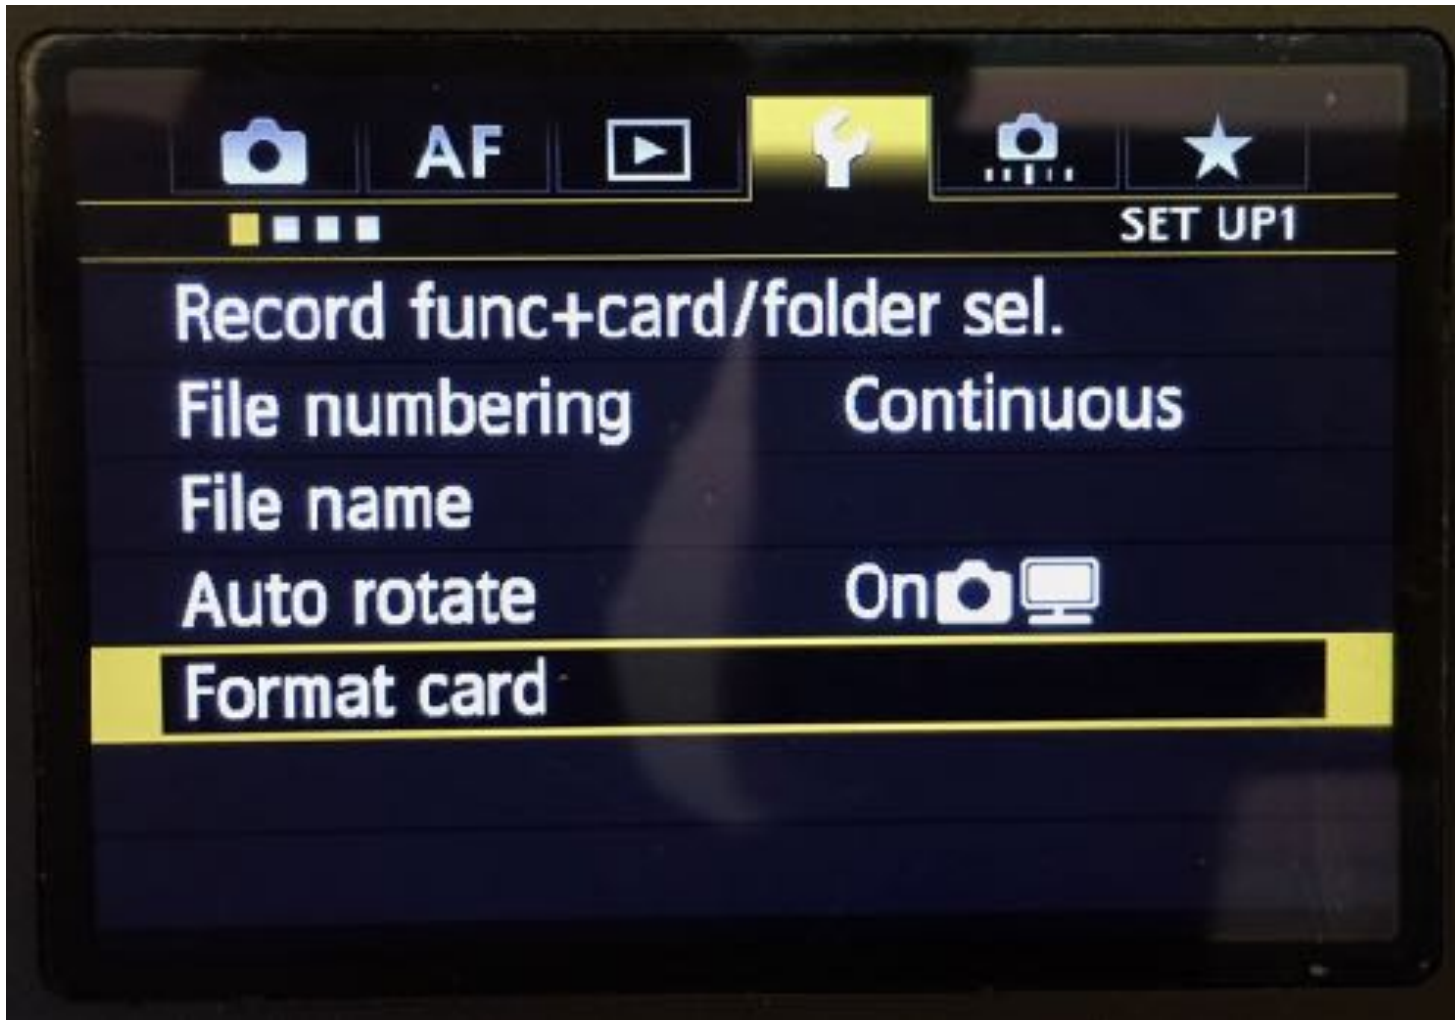 AF
SET UP1
Record func+card/folder sel.
File numbering Continuous
File name
Auto rotate On
Format card